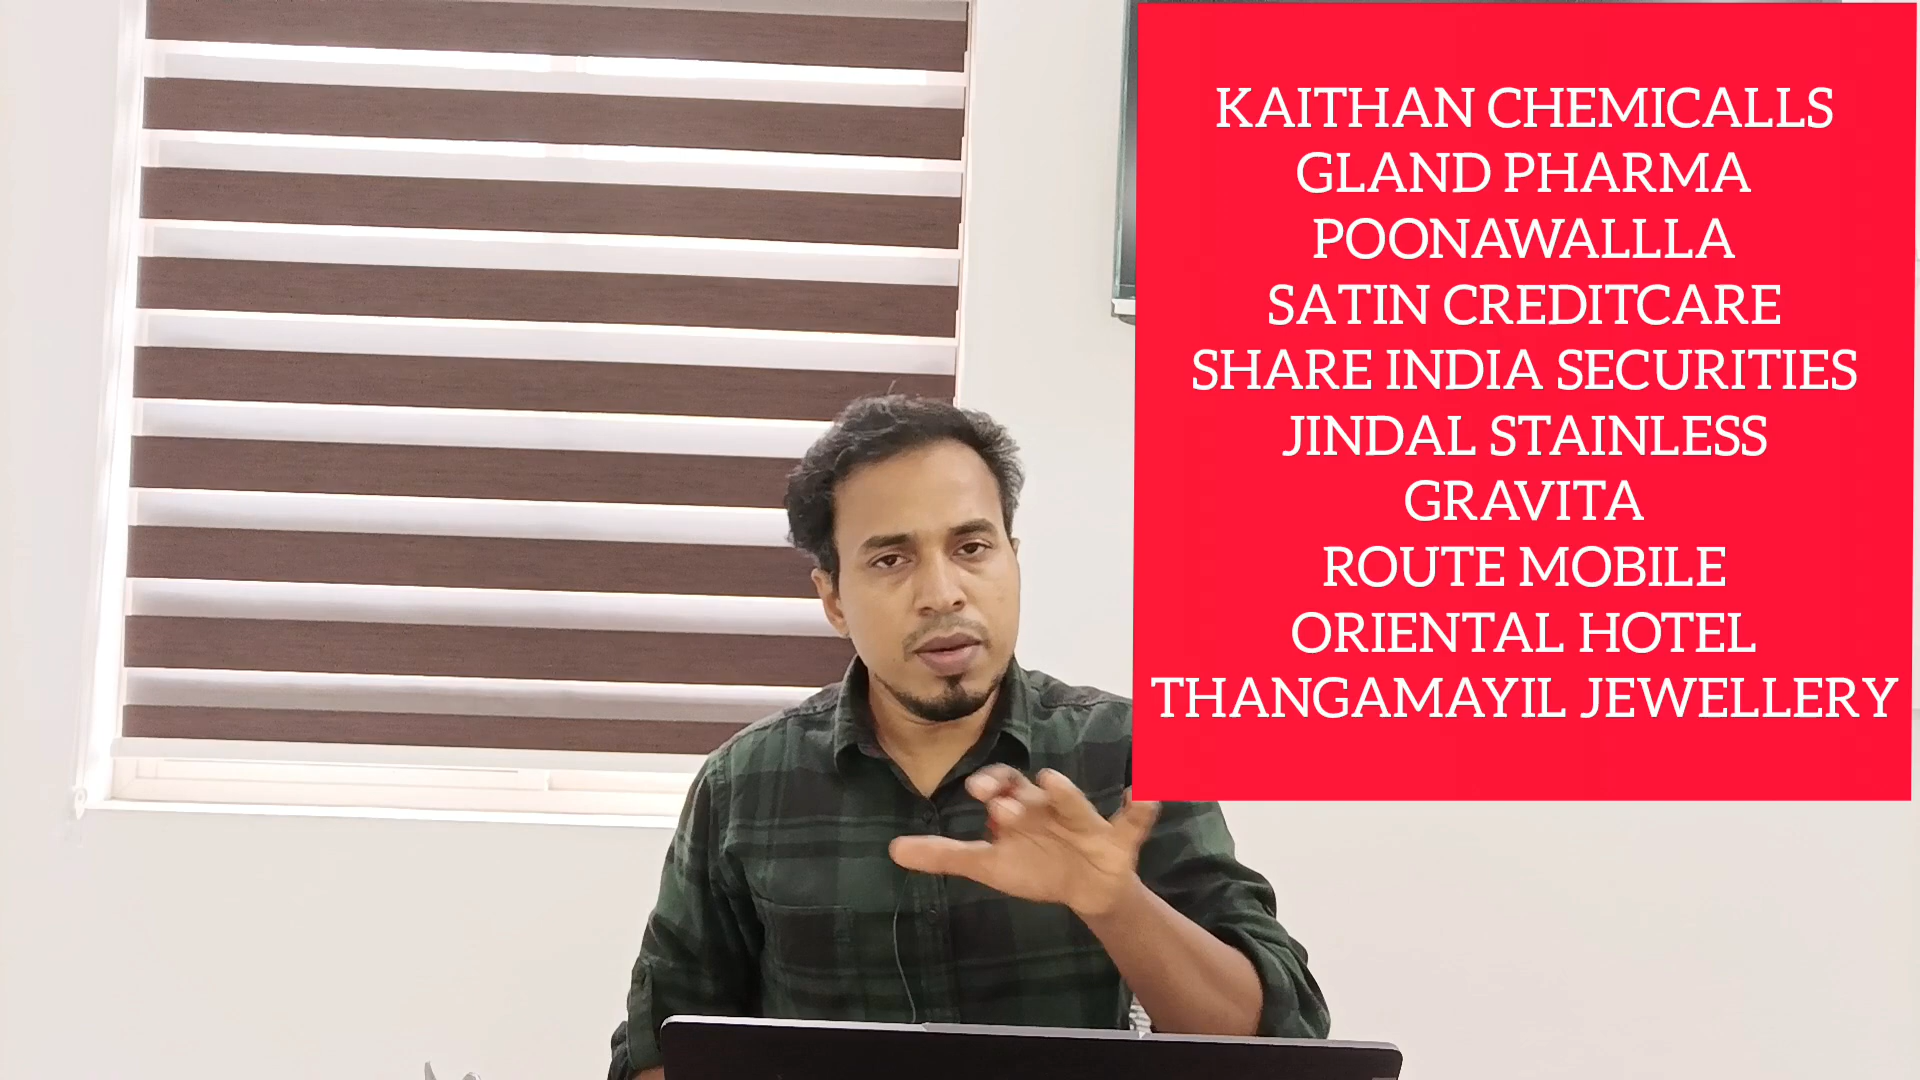 KAITHAN CHEMICALLS
GLAND PHARMA
POONAWALLLA
SATIN CREDITCARE
SHARE INDIA SECURITIES
JINDAL STAINLESS
GRAVITA
ROUTE MOBILE
ORIENTAL HOTEL
THANGAMAYIL JEWELLERY